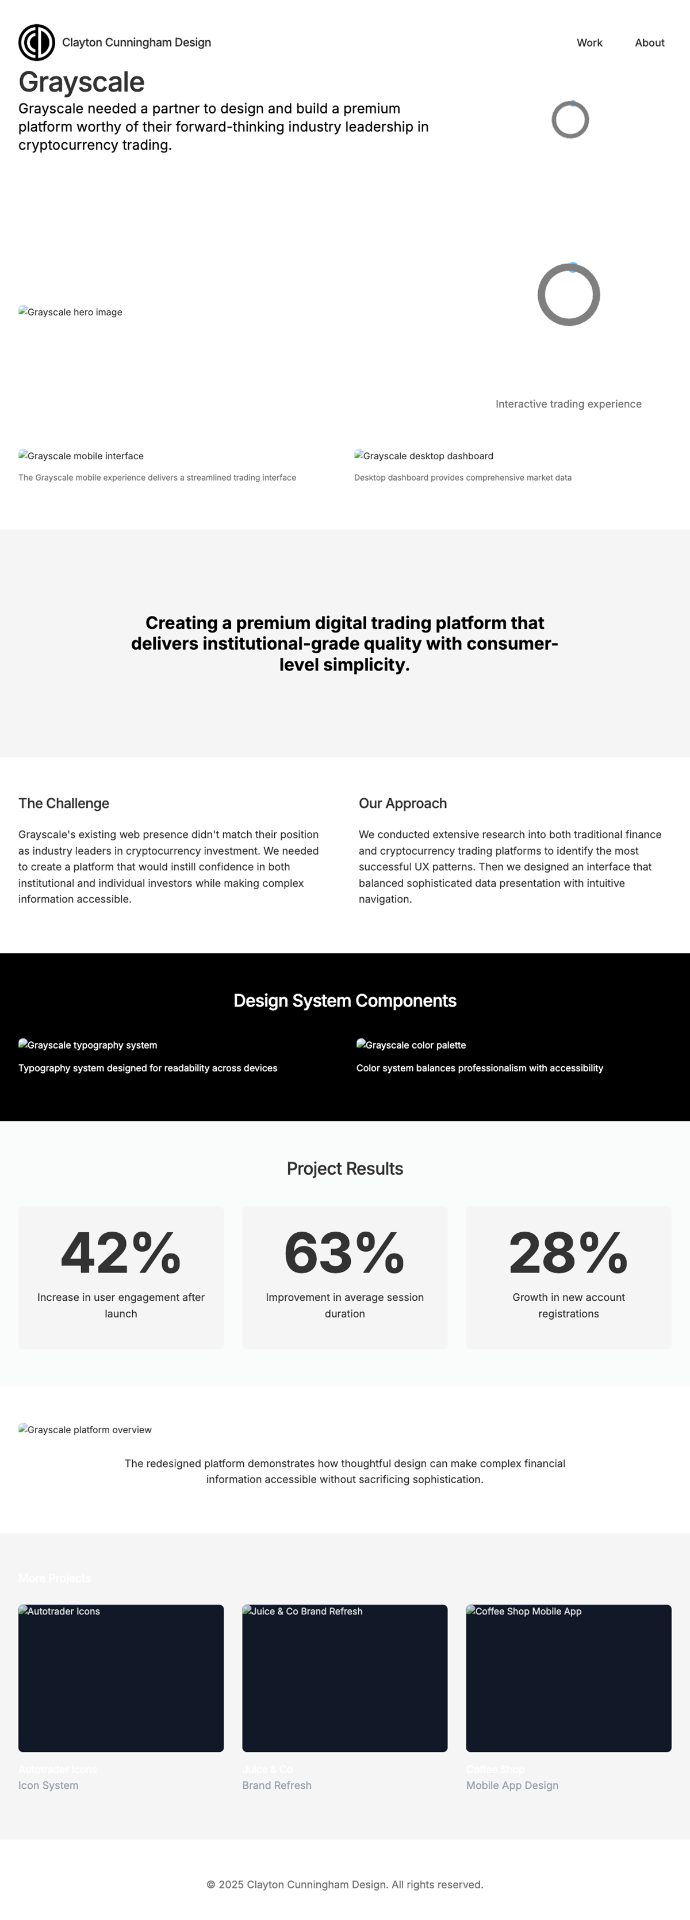 Clayton Cunningham Design
Work
About
Grayscale
Grayscale needed a partner to design and build a premium
platform worthy of their forward-thinking industry leadership in
cryptocurrency trading.
Grayscale hero image
Interactive trading experience
Grayscale mobile interface
Grayscale desktop dashboard
The Grayscale mobile experience delivers a streamlined trading interface
Desktop dashboard provides comprehensive market data
Creating a premium digital trading platform that
delivers institutional-grade quality with consumer-
level simplicity.
The Challenge
Grayscale's existing web presence didn't match their position
as industry leaders in cryptocurrency investment. We needed
to create a platform that would instill confidence in both
institutional and individual investors while making complex
information accessible.
Our Approach
We conducted extensive research into both traditional finance
and cryptocurrency trading platforms to identify the most
successful UX patterns. Then we designed an interface that
balanced sophisticated data presentation with intuitive
navigation.
Design System Components
Grayscale typography system
Grayscale color palette
Typography system designed for readability across devices
Color system balances professionalism with accessibility
Project Results
42%
Increase in user engagement after
launch
63%
Improvement in average session
duration
28%
Growth in new account
registrations
Grayscale platform overview
The redesigned platform demonstrates how thoughtful design can make complex financial
information accessible without sacrificing sophistication.
More Projects
Autotrader Icons
Juice & Co Brand Refresh
Coffee Shop Mobile App
Autotrader Icons
Icon System
Juice & Co
Brand Refresh
Coffee Shop
Mobile App Design
© 2025 Clayton Cunningham Design. All rights reserved.